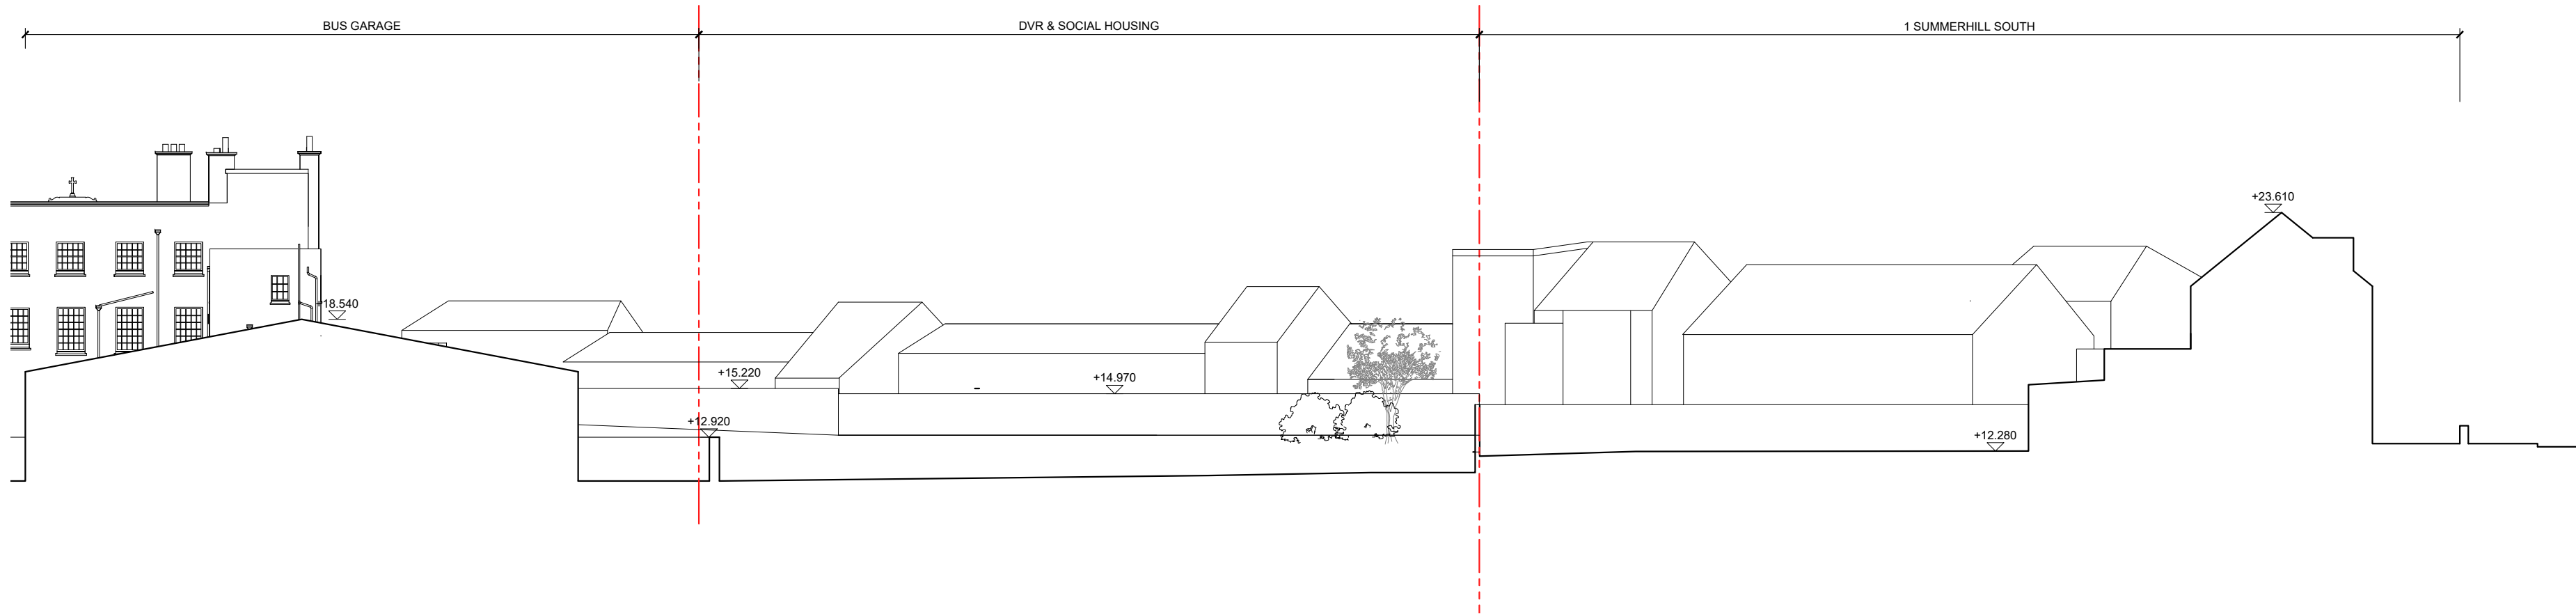 BUS GARAGE
DVR & SOCIAL HOUSING
1 SUMMERHILL SOUTH
+23.610
+18.540
+15.220
+14.970
+12.920
+12.280